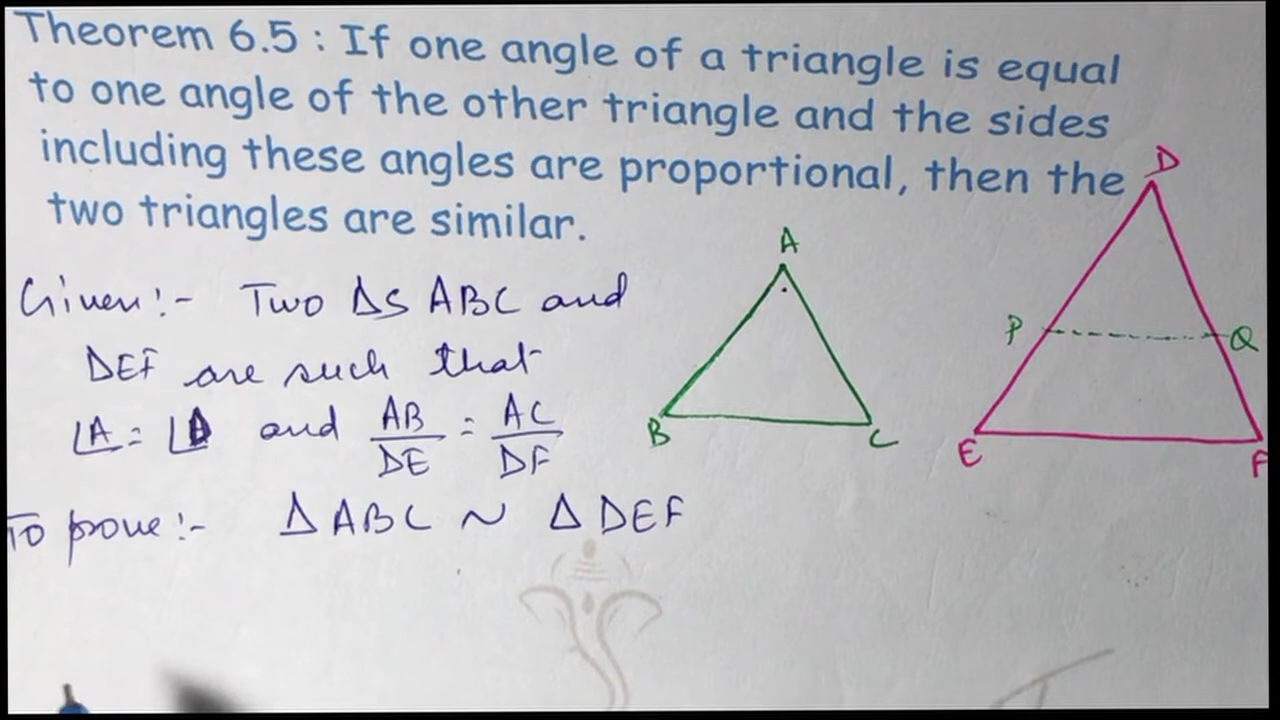 Theorem 6.5 : If one angle of a triangle is equal
to one angle of the other triangle and the sides
including these angles are proportional, then the
two triangles are similar.
Given:- Two ΔS ABC and
DEF are such that
∠A = ∠D and AB/DE = AC/DF
To prove:- Δ ABC ~ Δ DEF
A
B
C
D
P
Q
E
F